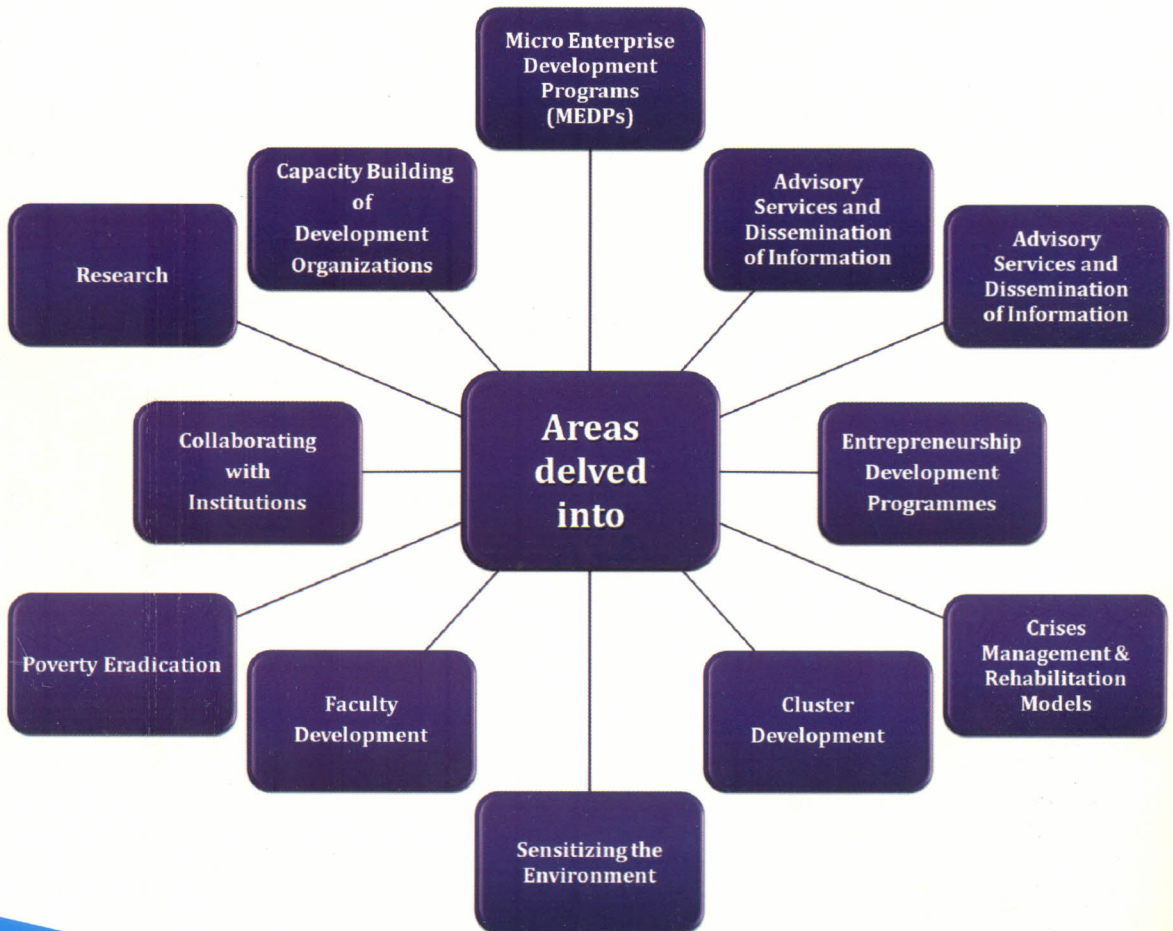 Micro Enterprise
Development
Programs
(MEDPs)
Advisory
Services and
Dissemination
of Information
Advisory
Services and
Dissemination
of Information
Entrepreneurship
Development
Programmes
Crises
Management &
Rehabilitation
Models
Cluster
Development
Sensitizing the
Environment
Faculty
Development
Poverty Eradication
Collaborating
with
Institutions
Research
Capacity Building
of
Development
Organizations
Areas
delved
into